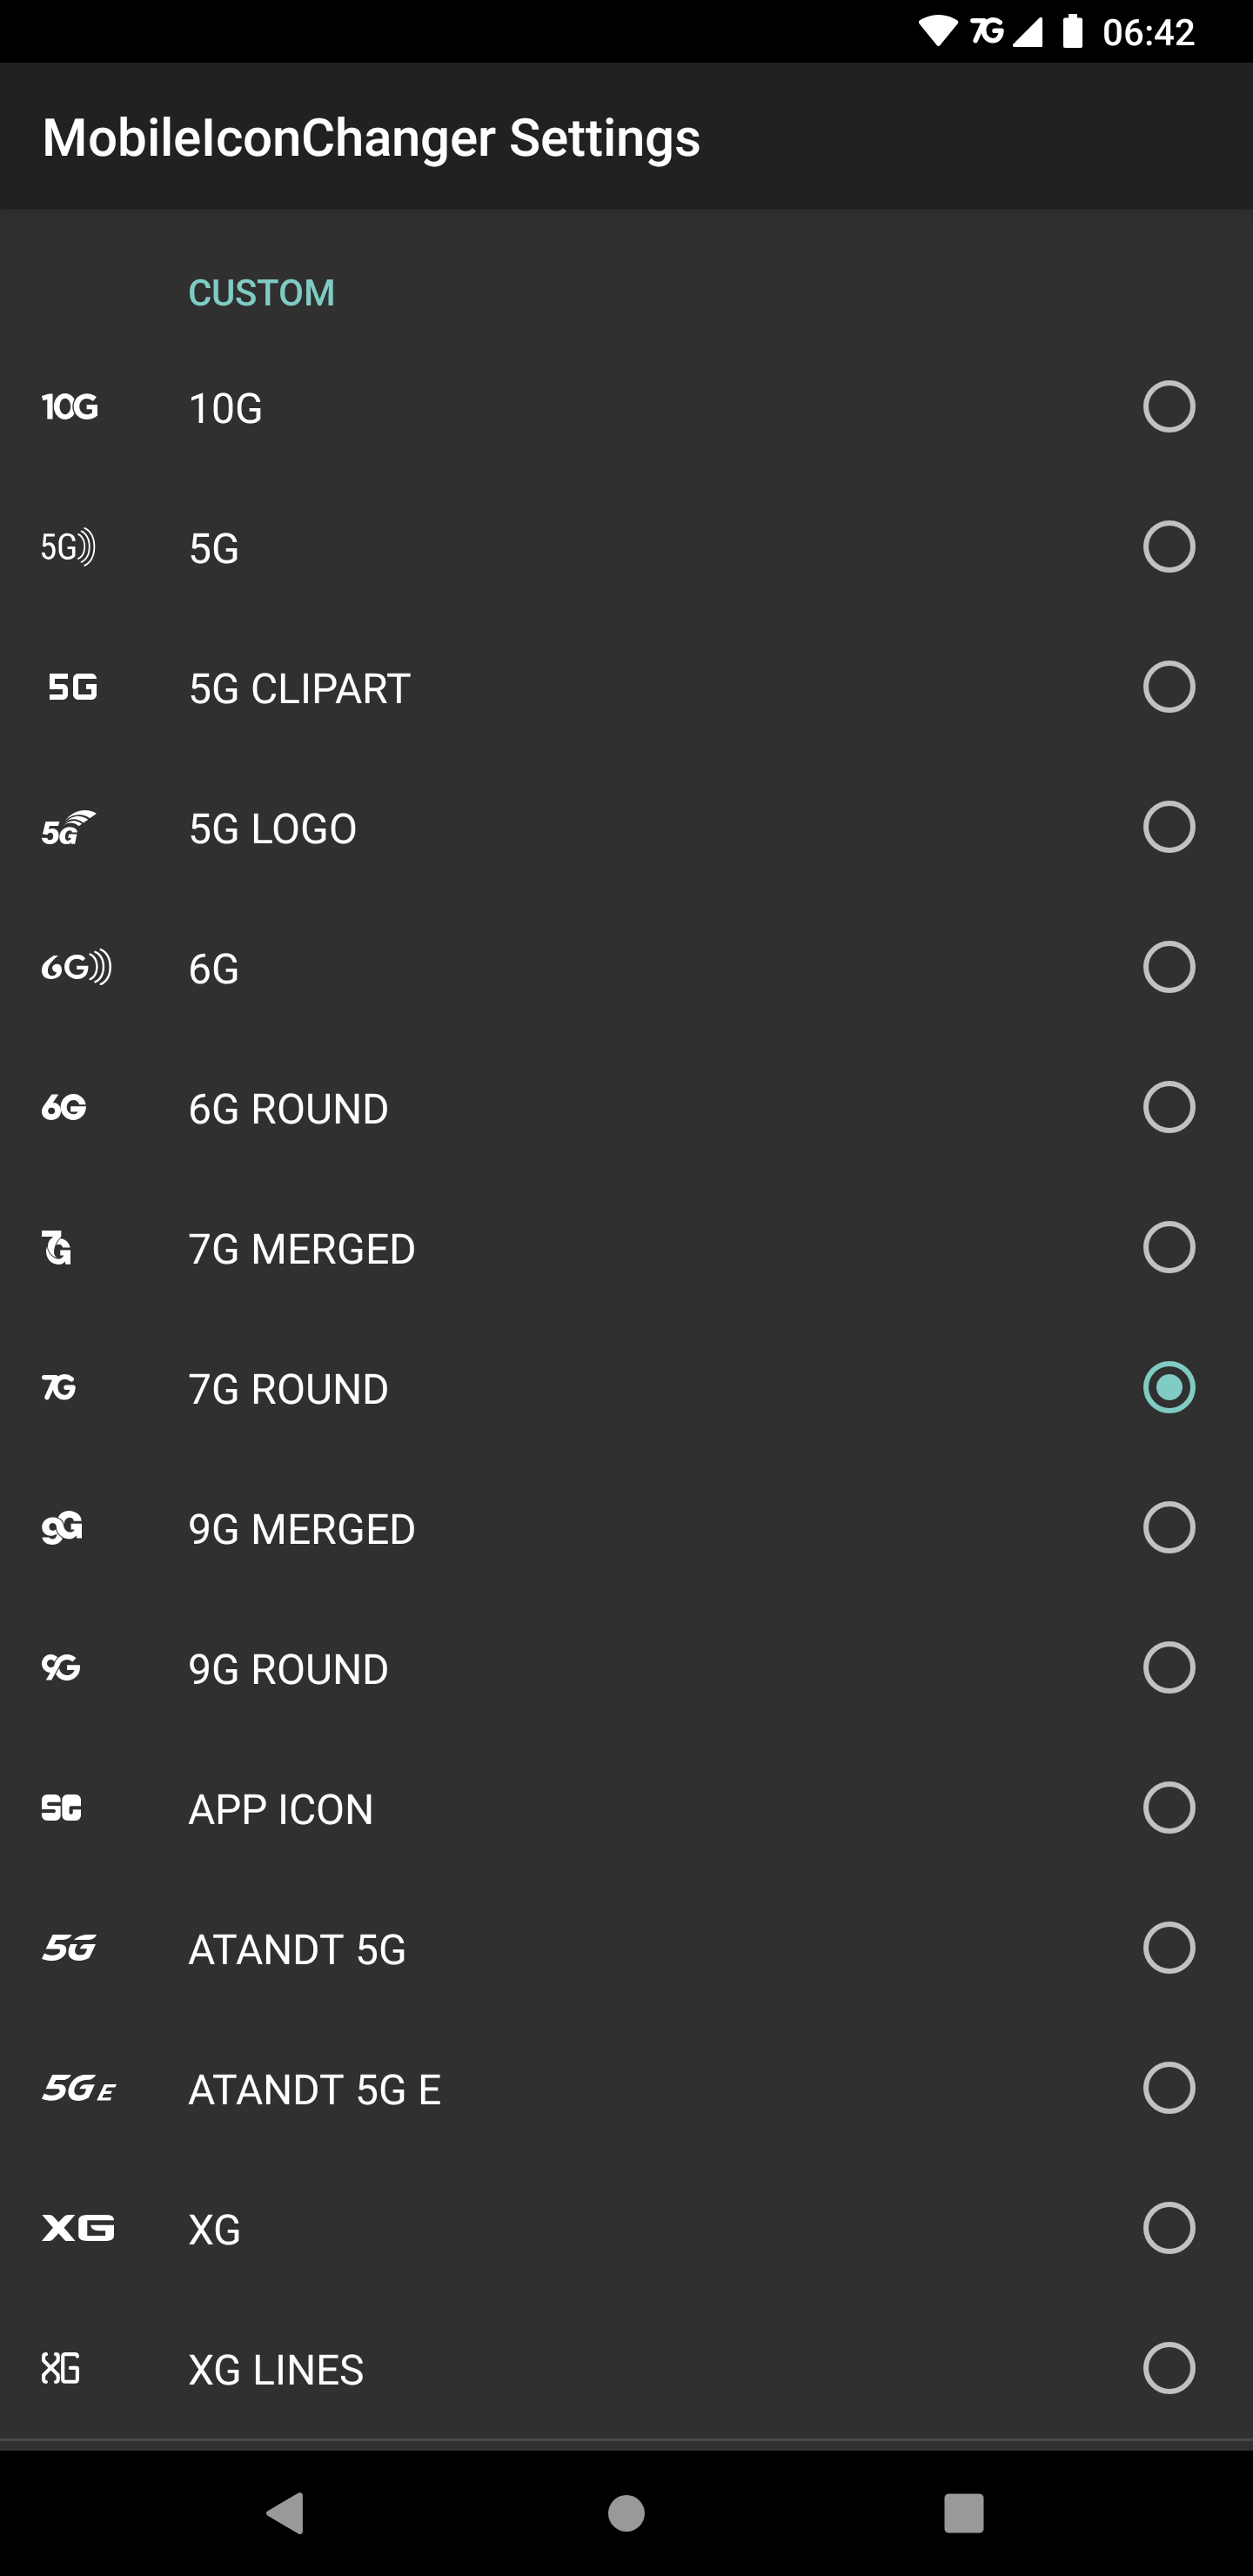 7G 06:42
MobileIconChanger Settings
CUSTOM
10G 10G
5G 5G
5G 5G CLIPART
5G 5G LOGO
6G 6G
6G 6G ROUND
7G 7G MERGED
7G 7G ROUND
9G 9G MERGED
9G 9G ROUND
5G APP ICON
5G ATANDT 5G
5G E ATANDT 5G E
XG XG
XG XG LINES